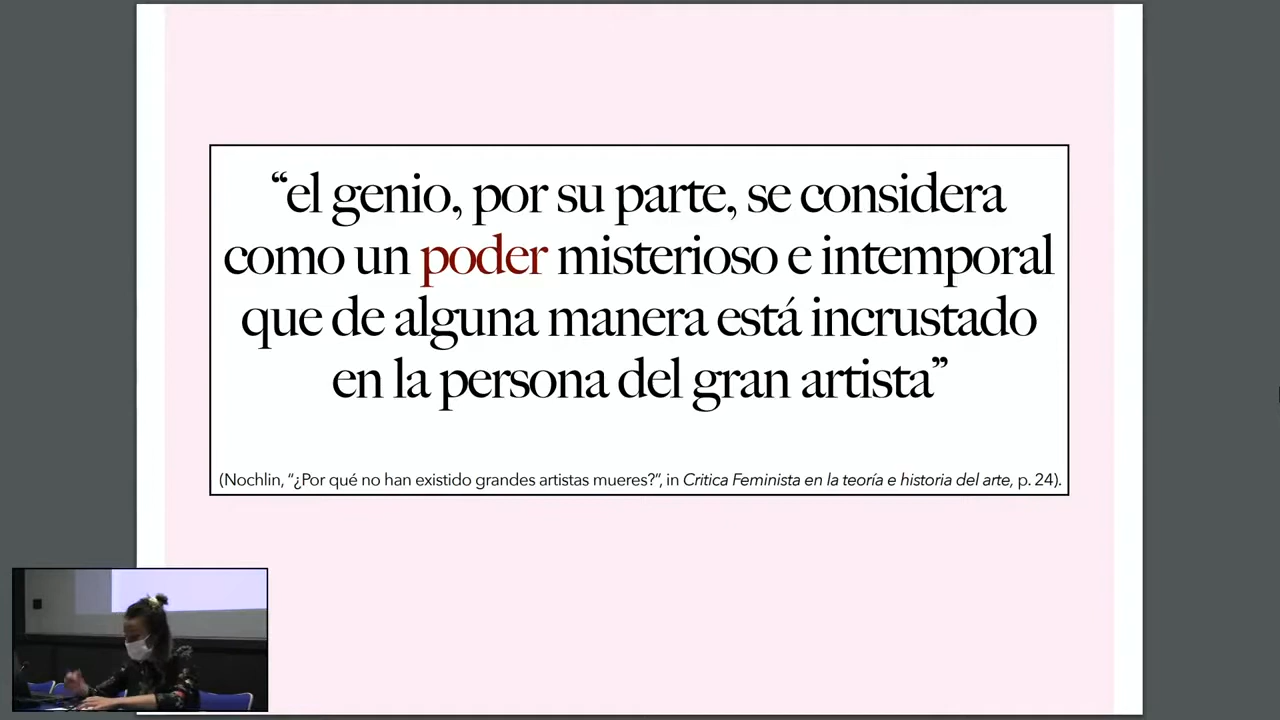 “el genio, por su parte, se considera
como un poder misterioso e intemporal
que de alguna manera está incrustado
en la persona del gran artista”
(Nochlin, “¿Por qué no han existido grandes artistas mueres?”, in Critica Feminista en la teoría e historia del arte, p. 24).